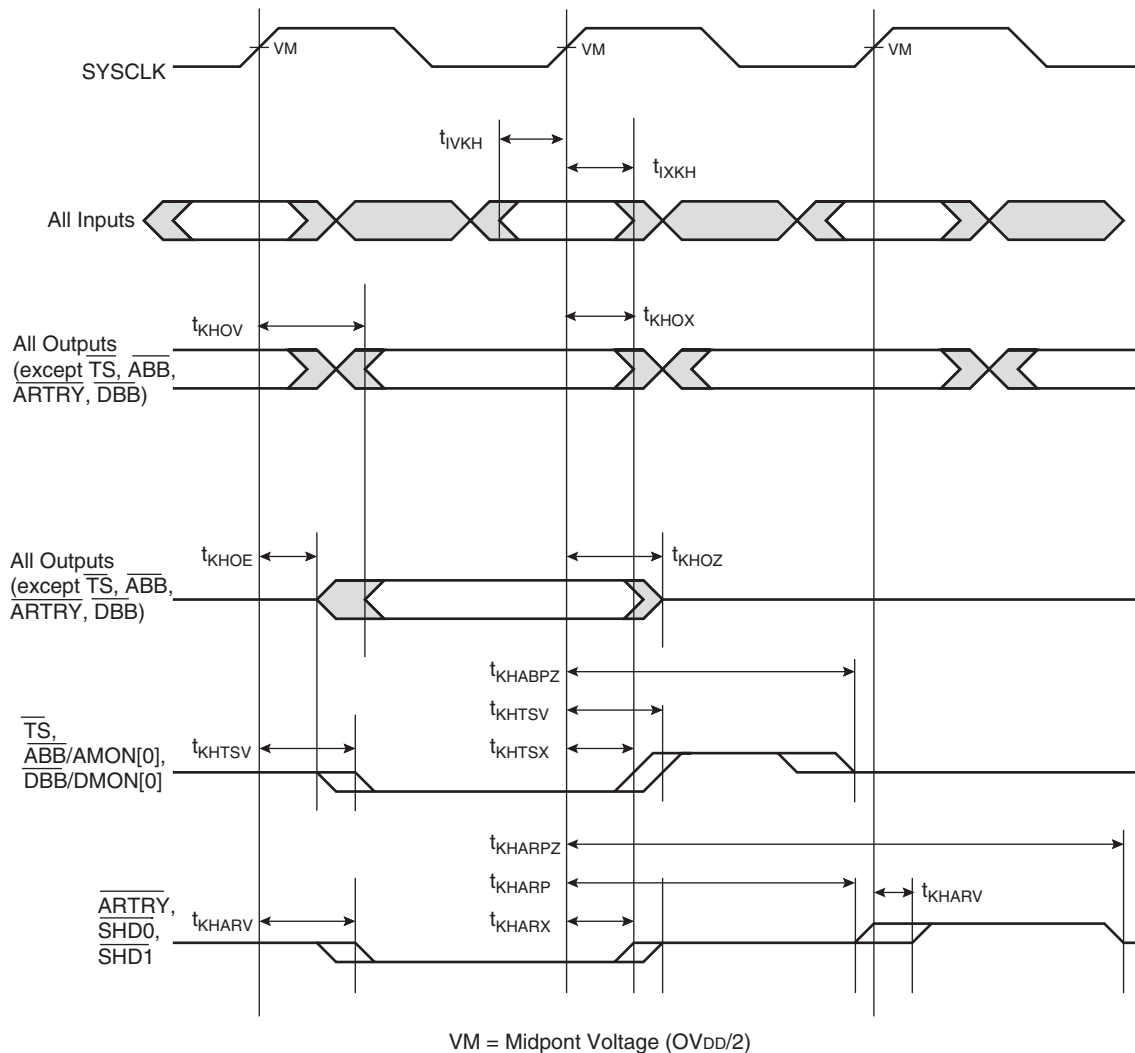 VM
VM
VM
SYSCLK
tIVKH
tIXKH
All Inputs
tKHOV
tKHOX
All Outputs
(except TS, ABB,
ARTRY, DBB)
tKHOE
tKHOZ
All Outputs
(except TS, ABB,
ARTRY, DBB)
tKHABPZ
tKHTSV
tKHTSV
tKHTSX
TS,
ABB/AMON[0],
DBB/DMON[0]
tKHARPZ
tKHARP
tKHARV
tKHARV
tKHARX
ARTRY,
SHD0,
SHD1
VM = Midpont Voltage (OVDD/2)